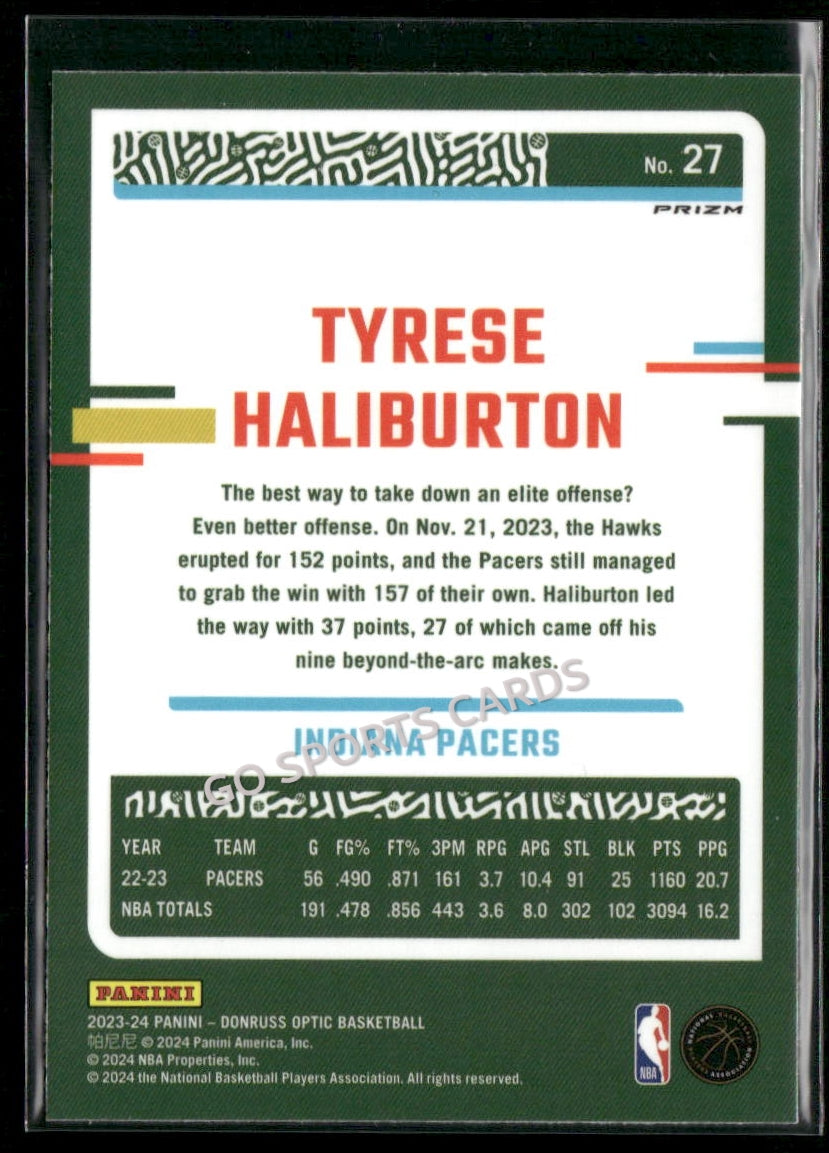 No. 27
PRIZM
TYRESE
HALIBURTON
The best way to take down an elite offense?
Even better offense. On Nov. 21, 2023, the Hawks
erupted for 152 points, and the Pacers still managed
to grab the win with 157 of their own. Haliburton led
the way with 37 points, 27 of which came off his
nine beyond-the-arc makes.
INDIANA PACERS
GO SPORTS CARDS
YEAR TEAM G FG% FT% 3PM RPG APG STL BLK PTS PPG
22-23 PACERS 56 .490 .871 161 3.7 10.4 91 25 1160 20.7
NBA TOTALS 191 .478 .856 443 3.6 8.0 302 102 3094 16.2
PANINI
2023-24 PANINI – DONRUSS OPTIC BASKETBALL
帕尼尼 © 2024 Panini America, Inc.
© 2024 NBA Properties, Inc.
© 2024 the National Basketball Players Association. All rights reserved.
NBA
NATIONAL BASKETBALL
PLAYERS ASSOCIATION